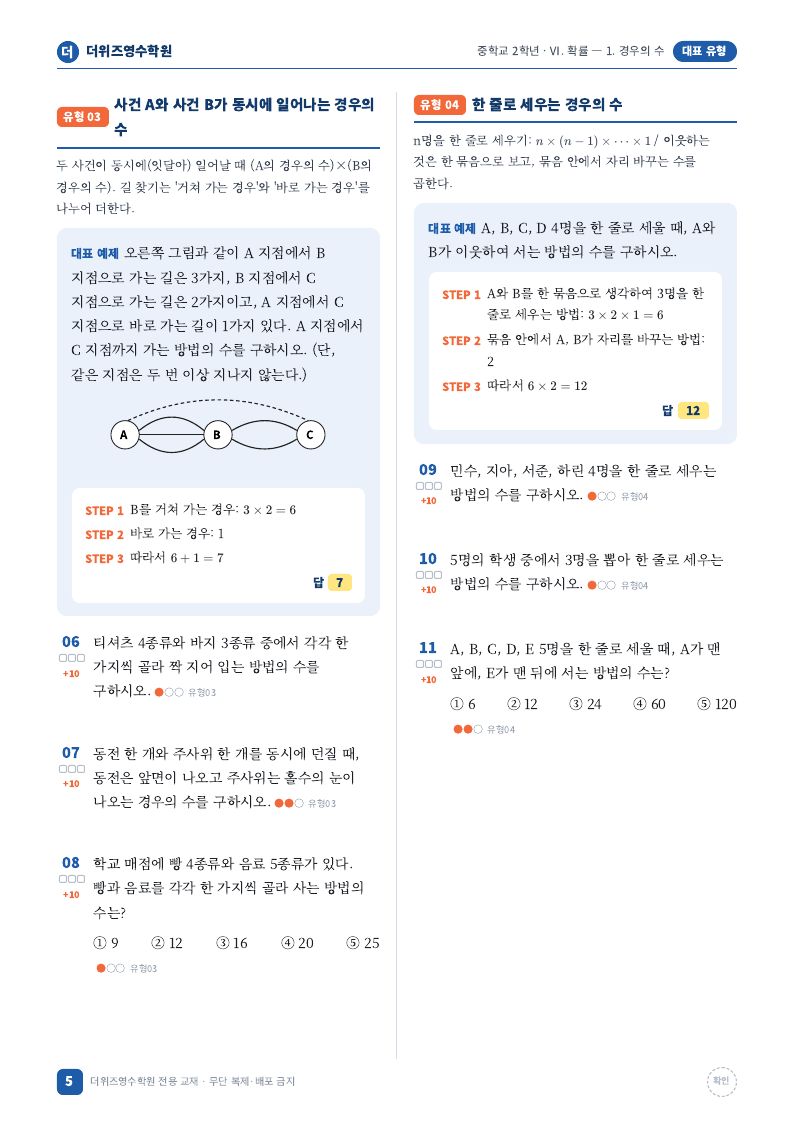 더 더위즈영수학원
중학교 2학년 · VI. 확률 — 1. 경우의 수 대표 유형
유형 03 사건 A와 사건 B가 동시에 일어나는 경우의
수
두 사건이 동시에(잇달아) 일어날 때 (A의 경우의 수)×(B의
경우의 수). 길 찾기는 '거쳐 가는 경우'와 '바로 가는 경우'를
나누어 더한다.
대표 예제 오른쪽 그림과 같이 A 지점에서 B
지점으로 가는 길은 3가지, B 지점에서 C
지점으로 가는 길은 2가지이고, A 지점에서 C
지점으로 바로 가는 길이 1가지 있다. A 지점에서
C 지점까지 가는 방법의 수를 구하시오. (단,
같은 지점은 두 번 이상 지나지 않는다.)
A B C
STEP 1 B를 거쳐 가는 경우: 3 × 2 = 6
STEP 2 바로 가는 경우: 1
STEP 3 따라서 6 + 1 = 7
답 7
06 티셔츠 4종류와 바지 3종류 중에서 각각 한
가지씩 골라 짝 지어 입는 방법의 수를
+10
구하시오. ●○○ 유형03
07 동전 한 개와 주사위 한 개를 동시에 던질 때,
동전은 앞면이 나오고 주사위는 홀수의 눈이
+10
나오는 경우의 수를 구하시오. ●●○ 유형03
08 학교 매점에 빵 4종류와 음료 5종류가 있다.
빵과 음료를 각각 한 가지씩 골라 사는 방법의
+10
수는?
① 9 ② 12 ③ 16 ④ 20 ⑤ 25
●○○ 유형03
유형 04 한 줄로 세우는 경우의 수
n명을 한 줄로 세우기: n × (n − 1) × ··· × 1 / 이웃하는
것은 한 묶음으로 보고, 묶음 안에서 자리 바꾸는 수를
곱한다.
대표 예제 A, B, C, D 4명을 한 줄로 세울 때, A와
B가 이웃하여 서는 방법의 수를 구하시오.
STEP 1 A와 B를 한 묶음으로 생각하여 3명을 한
줄로 세우는 방법: 3 × 2 × 1 = 6
STEP 2 묶음 안에서 A, B가 자리를 바꾸는 방법:
2
STEP 3 따라서 6 × 2 = 12
답 12
09 민수, 지아, 서준, 하린 4명을 한 줄로 세우는
방법의 수를 구하시오. ●○○ 유형04
+10
10 5명의 학생 중에서 3명을 뽑아 한 줄로 세우는
방법의 수를 구하시오. ●○○ 유형04
+10
11 A, B, C, D, E 5명을 한 줄로 세울 때, A가 맨
앞에, E가 맨 뒤에 서는 방법의 수는?
+10
① 6 ② 12 ③ 24 ④ 60 ⑤ 120
●●○ 유형04
5 더위즈영수학원 전용 교재 · 무단 복제·배포 금지
확인